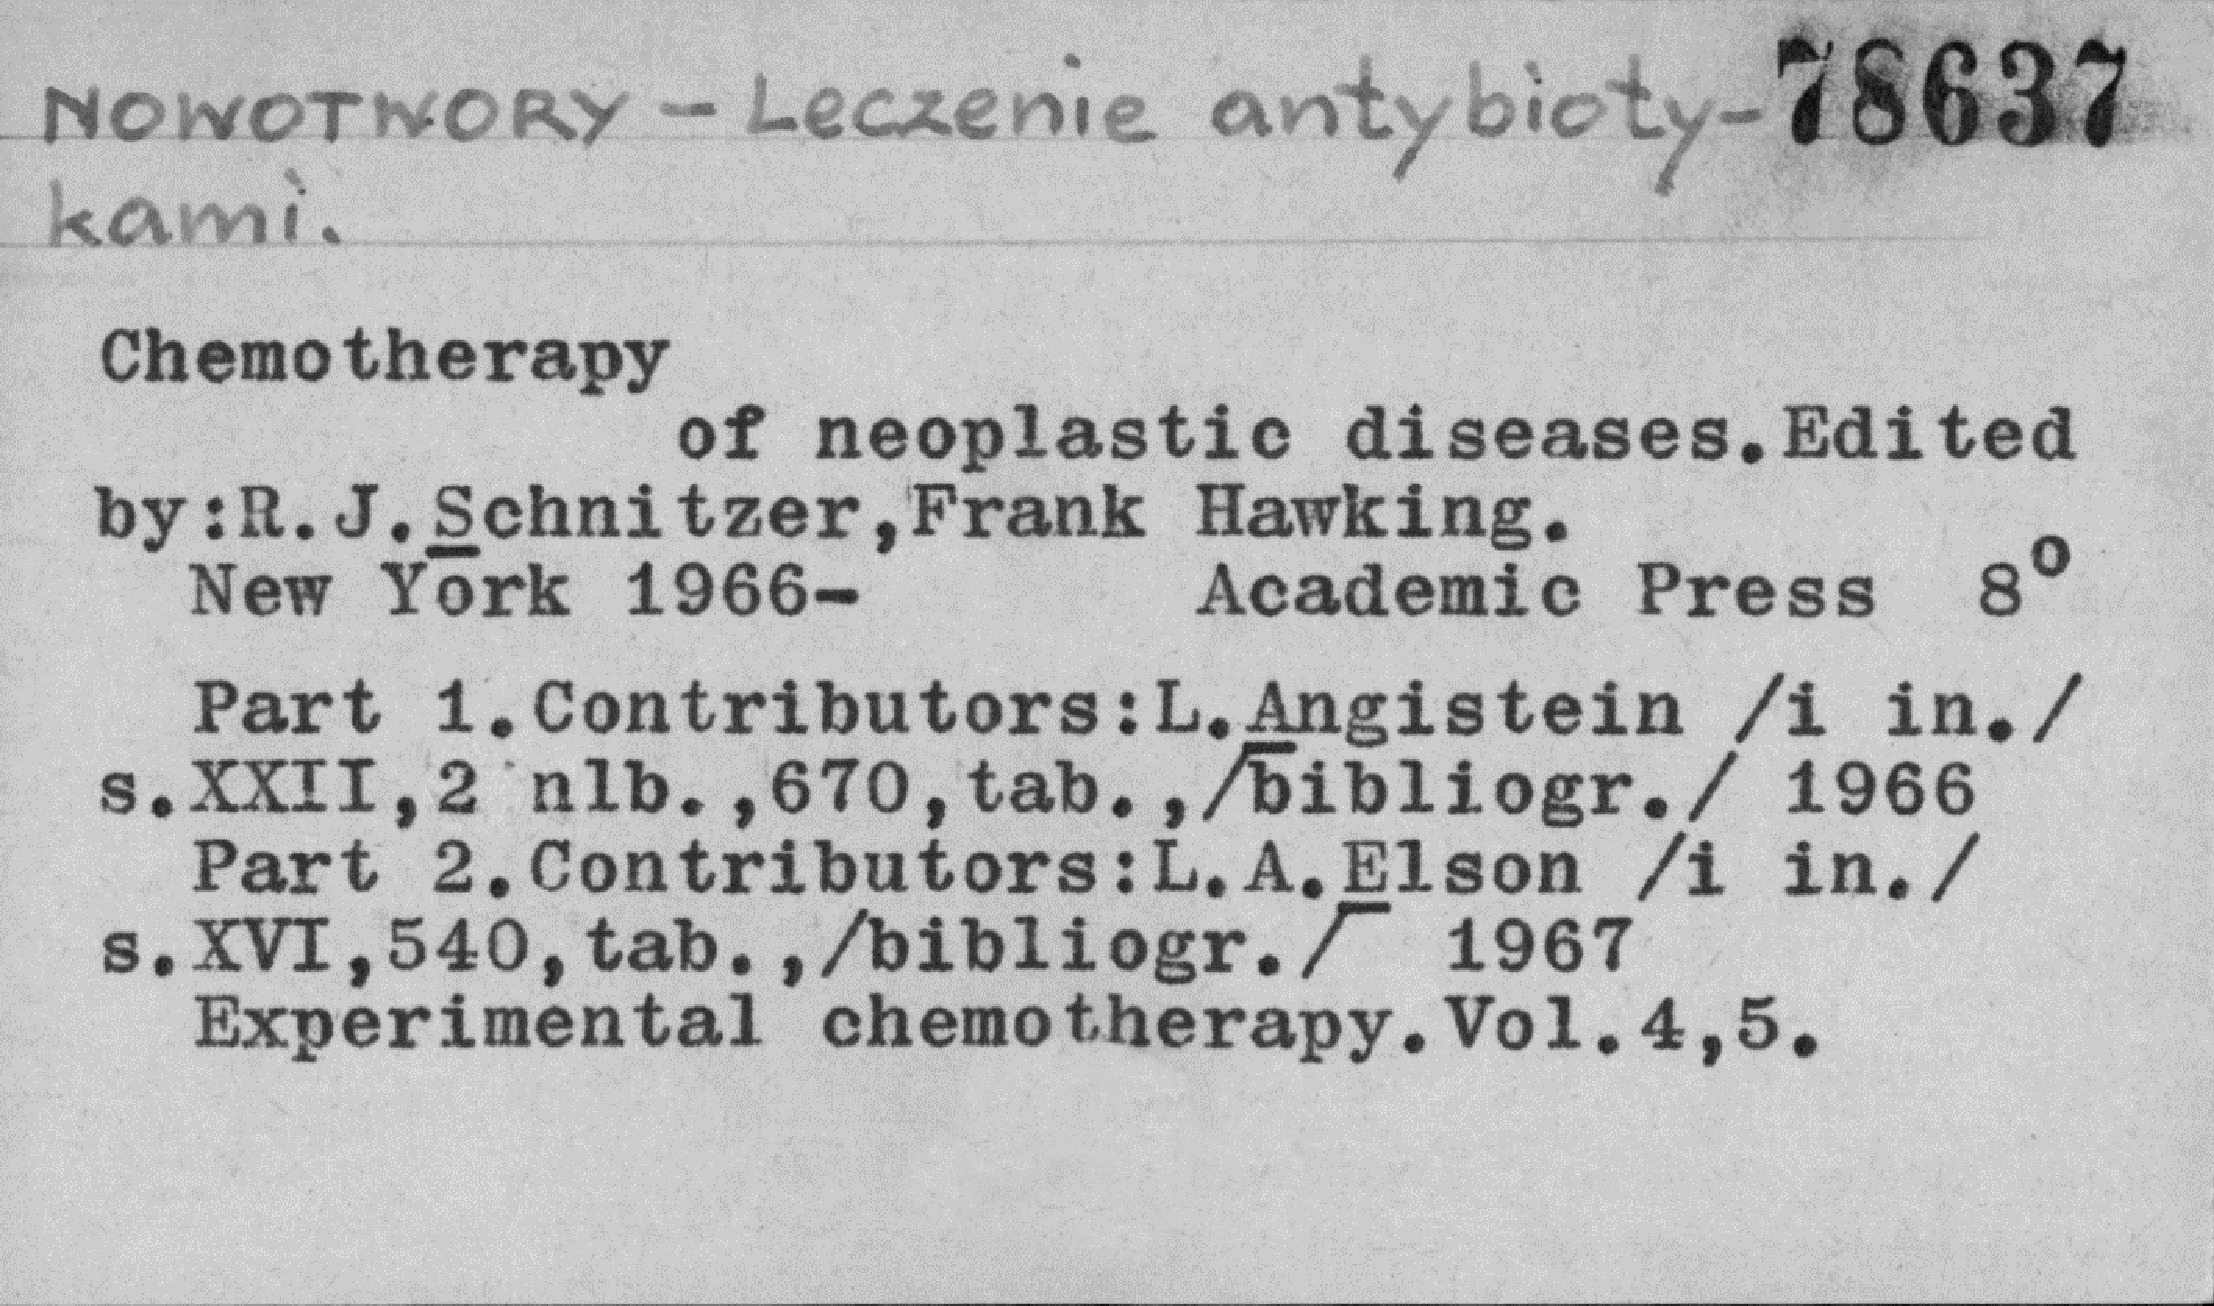 NOWOTWORY - Leczenie antybioty- 78637
kami.
Chemotherapy
of neoplastic diseases.Edited
by:R.J.Schnitzer,Frank Hawking.
New York 1966- Academic Press 8º
Part 1.Contributors:L.Angistein /i in./
s.XXII,2 nlb.,670,tab.,/bibliogr./ 1966
Part 2.Contributors:L.A.Elson /i in./
s.XVI,540,tab.,/bibliogr./ 1967
Experimental chemotherapy.Vol.4,5.